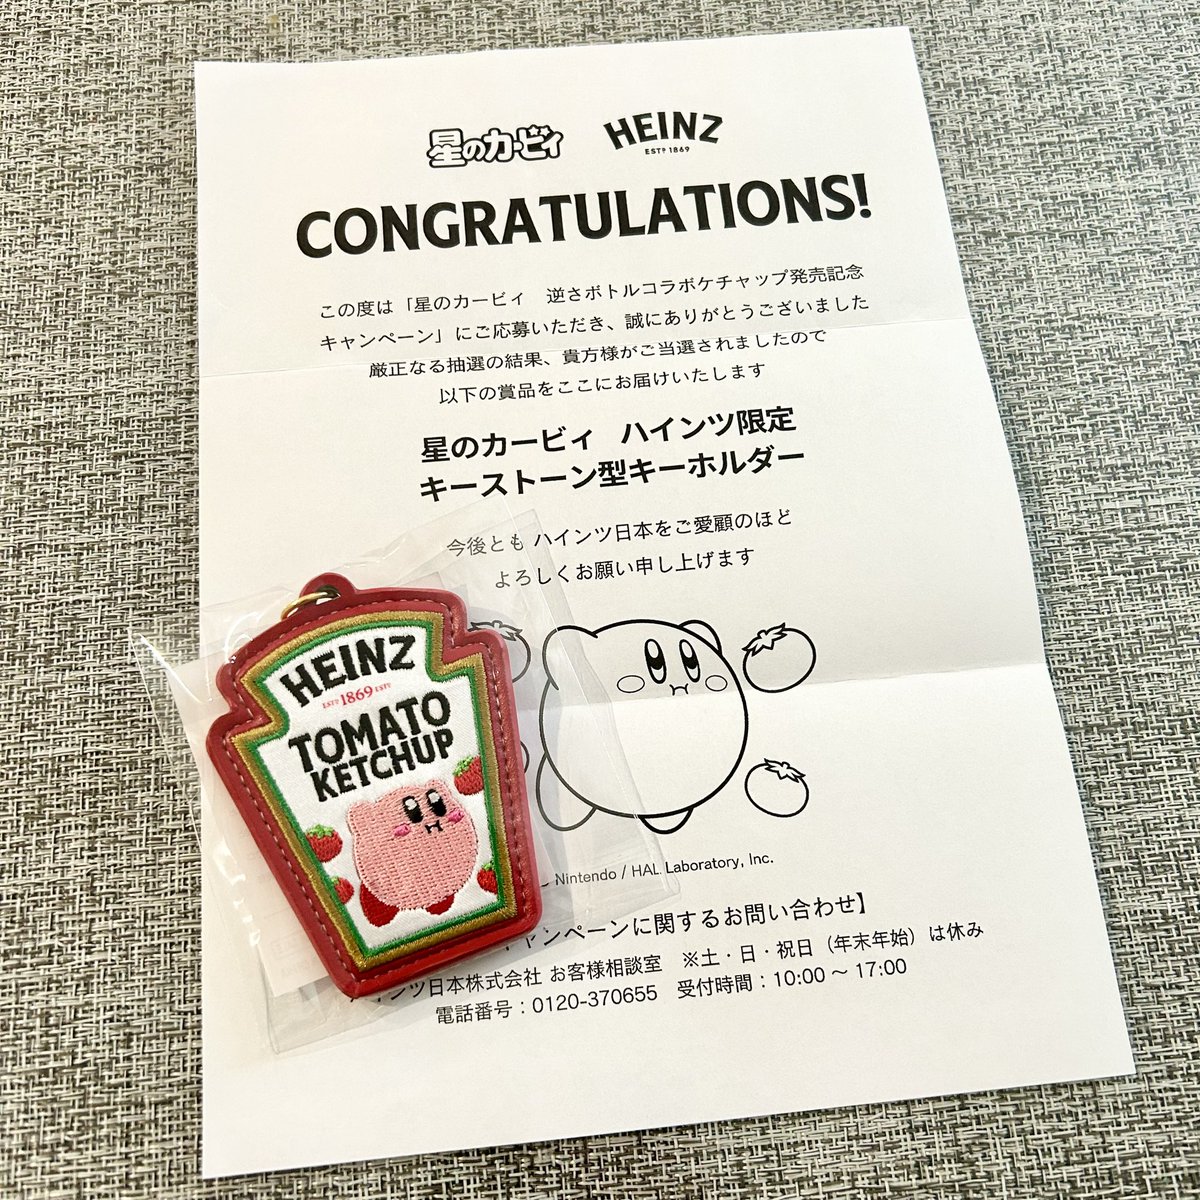 星のカービィ
HEINZ
ESTD 1869
CONGRATULATIONS!
この度は「星のカービィ　逆さボトルコラボケチャップ発売記念
キャンペーン」にご応募いただき、誠にありがとうございました
厳正なる抽選の結果、貴方様がご当選されましたので
以下の賞品をここにお届けいたします
星のカービィ　ハインツ限定
キーストーン型キーホルダー
今後とも ハインツ日本をご愛顧のほど
よろしくお願い申し上げます
HEINZ
ESTD 1869 ESTD
TOMATO
KETCHUP
Nintendo / HAL Laboratory, Inc.
ャンペーンに関するお問い合わせ】
インツ日本株式会社 お客様相談室　※土・日・祝日（年末年始）は休み
電話番号：0120-370655　受付時間：10:00 〜 17:00